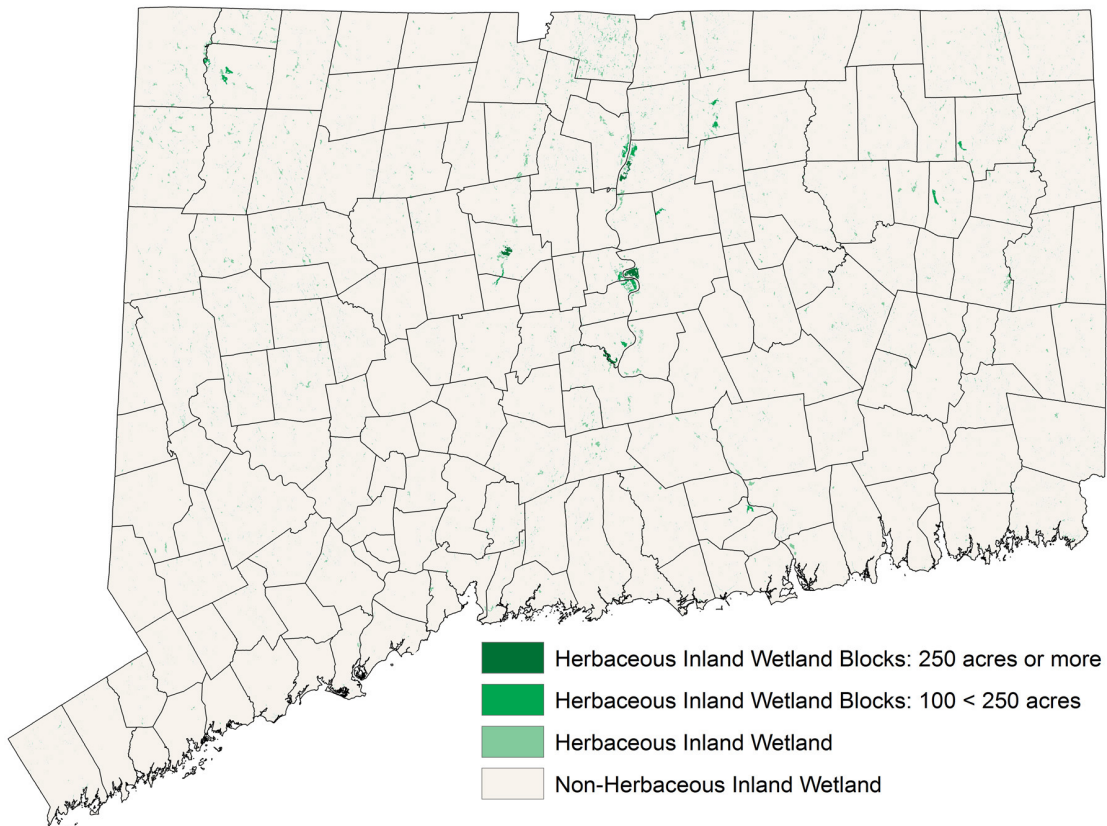 Herbaceous Inland Wetland Blocks: 250 acres or more
Herbaceous Inland Wetland Blocks: 100 < 250 acres
Herbaceous Inland Wetland
Non-Herbaceous Inland Wetland